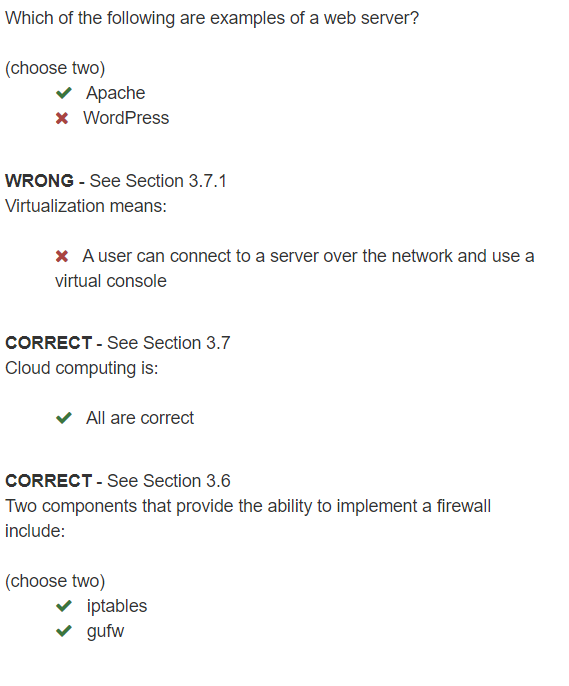 Which of the following are examples of a web server?
(choose two)
✔ Apache
✖ WordPress
WRONG - See Section 3.7.1
Virtualization means:
✖ A user can connect to a server over the network and use a
virtual console
CORRECT - See Section 3.7
Cloud computing is:
✔ All are correct
CORRECT - See Section 3.6
Two components that provide the ability to implement a firewall
include:
(choose two)
✔ iptables
✔ gufw